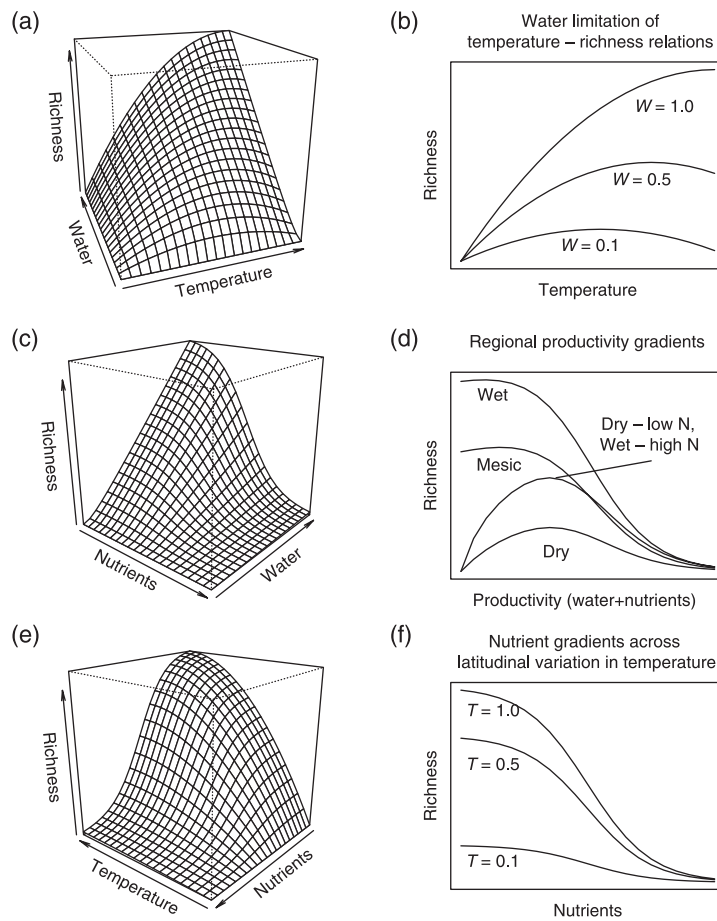 (a)
Richness
Water
Temperature
(b)
Water limitation of
temperature – richness relations
Richness
W = 1.0
W = 0.5
W = 0.1
Temperature
(c)
Richness
Nutrients
Water
(d)
Regional productivity gradients
Richness
Wet
Dry – low N,
Wet – high N
Mesic
Dry
Productivity (water+nutrients)
(e)
Richness
Temperature
Nutrients
(f)
Nutrient gradients across
latitudinal variation in temperature
Richness
T = 1.0
T = 0.5
T = 0.1
Nutrients